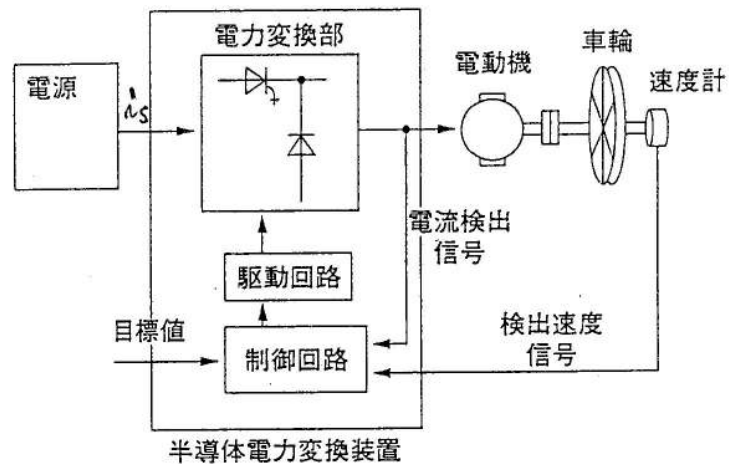 電力変換部
車輪
電動機
速度計
電源
is
電流検出
信号
駆動回路
目標値
制御回路
検出速度
信号
半導体電力変換装置